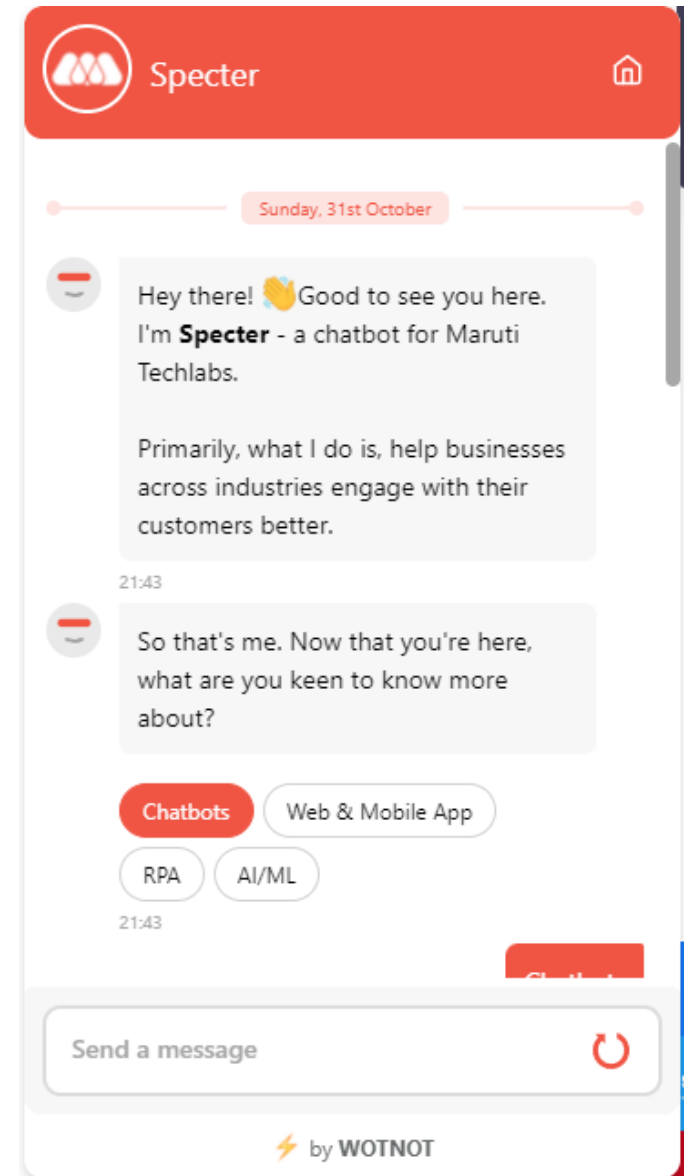 Specter
Sunday, 31st October
Hey there! 👋Good to see you here.
I'm Specter - a chatbot for Maruti
Techlabs.
Primarily, what I do is, help businesses
across industries engage with their
customers better.
21:43
So that's me. Now that you're here,
what are you keen to know more
about?
Chatbots
Web & Mobile App
RPA
AI/ML
21:43
Send a message
⚡ by WOTNOT